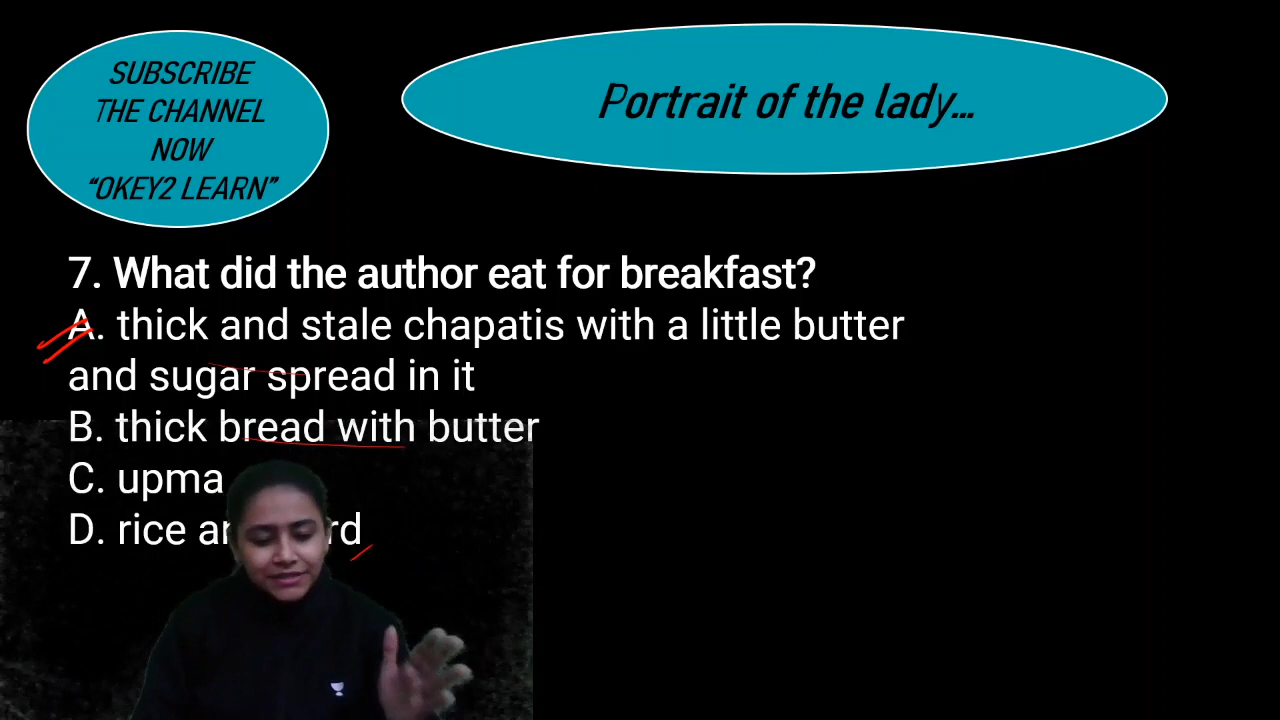 SUBSCRIBE
THE CHANNEL
NOW
“OKEY2 LEARN”
Portrait of the lady...
7. What did the author eat for breakfast?
A. thick and stale chapatis with a little butter
and sugar spread in it
B. thick bread with butter
C. upma
D. rice